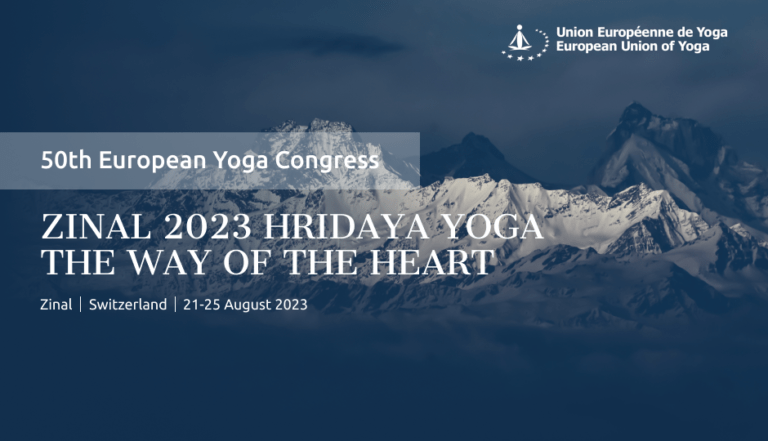 Union Européenne de Yoga
European Union of Yoga
50th European Yoga Congress
ZINAL 2023 HRIDAYA YOGA
THE WAY OF THE HEART
Zinal | Switzerland | 21-25 August 2023